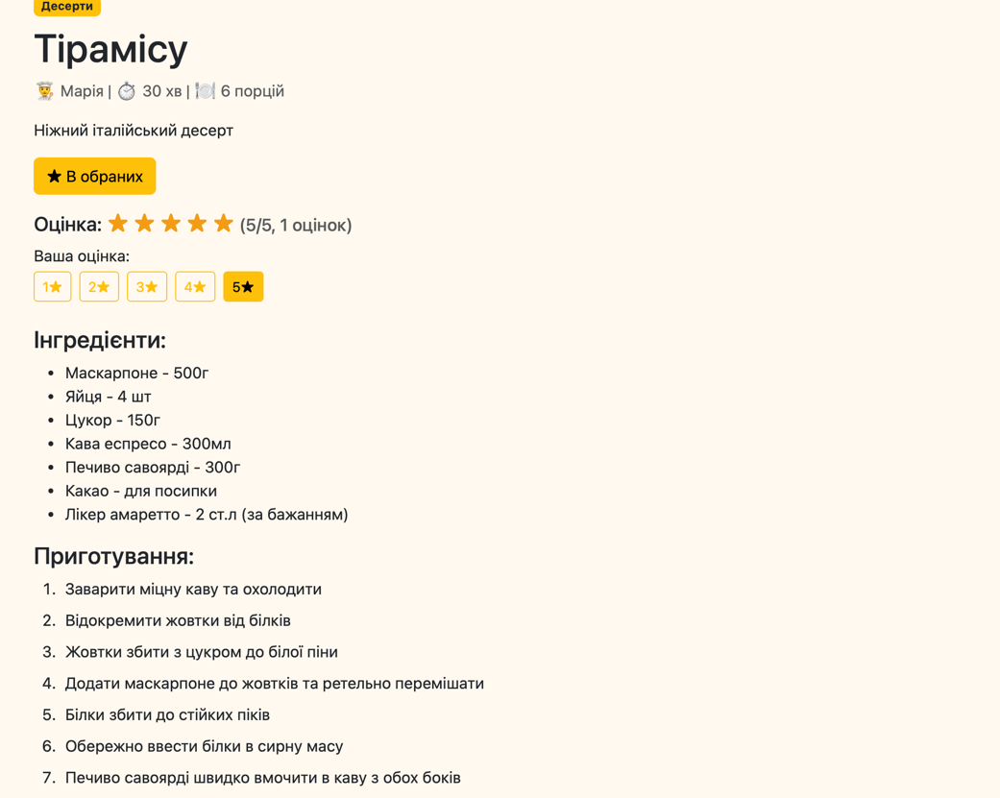 Десерти
Тірамісу
Марія | 30 хв | 6 порцій
Ніжний італійський десерт
★ В обраних
Оцінка: ★ ★ ★ ★ ★ (5/5, 1 оцінок)
Ваша оцінка:
1★ 2★ 3★ 4★ 5★
Інгредієнти:
• Маскарпоне - 500г
• Яйця - 4 шт
• Цукор - 150г
• Кава еспресо - 300мл
• Печиво савоярді - 300г
• Какао - для посипки
• Лікер амаретто - 2 ст.л (за бажанням)
Приготування:
1. Заварити міцну каву та охолодити
2. Відокремити жовтки від білків
3. Жовтки збити з цукром до білої піни
4. Додати маскарпоне до жовтків та ретельно перемішати
5. Білки збити до стійких піків
6. Обережно ввести білки в сирну масу
7. Печиво савоярді швидко вмочити в каву з обох боків